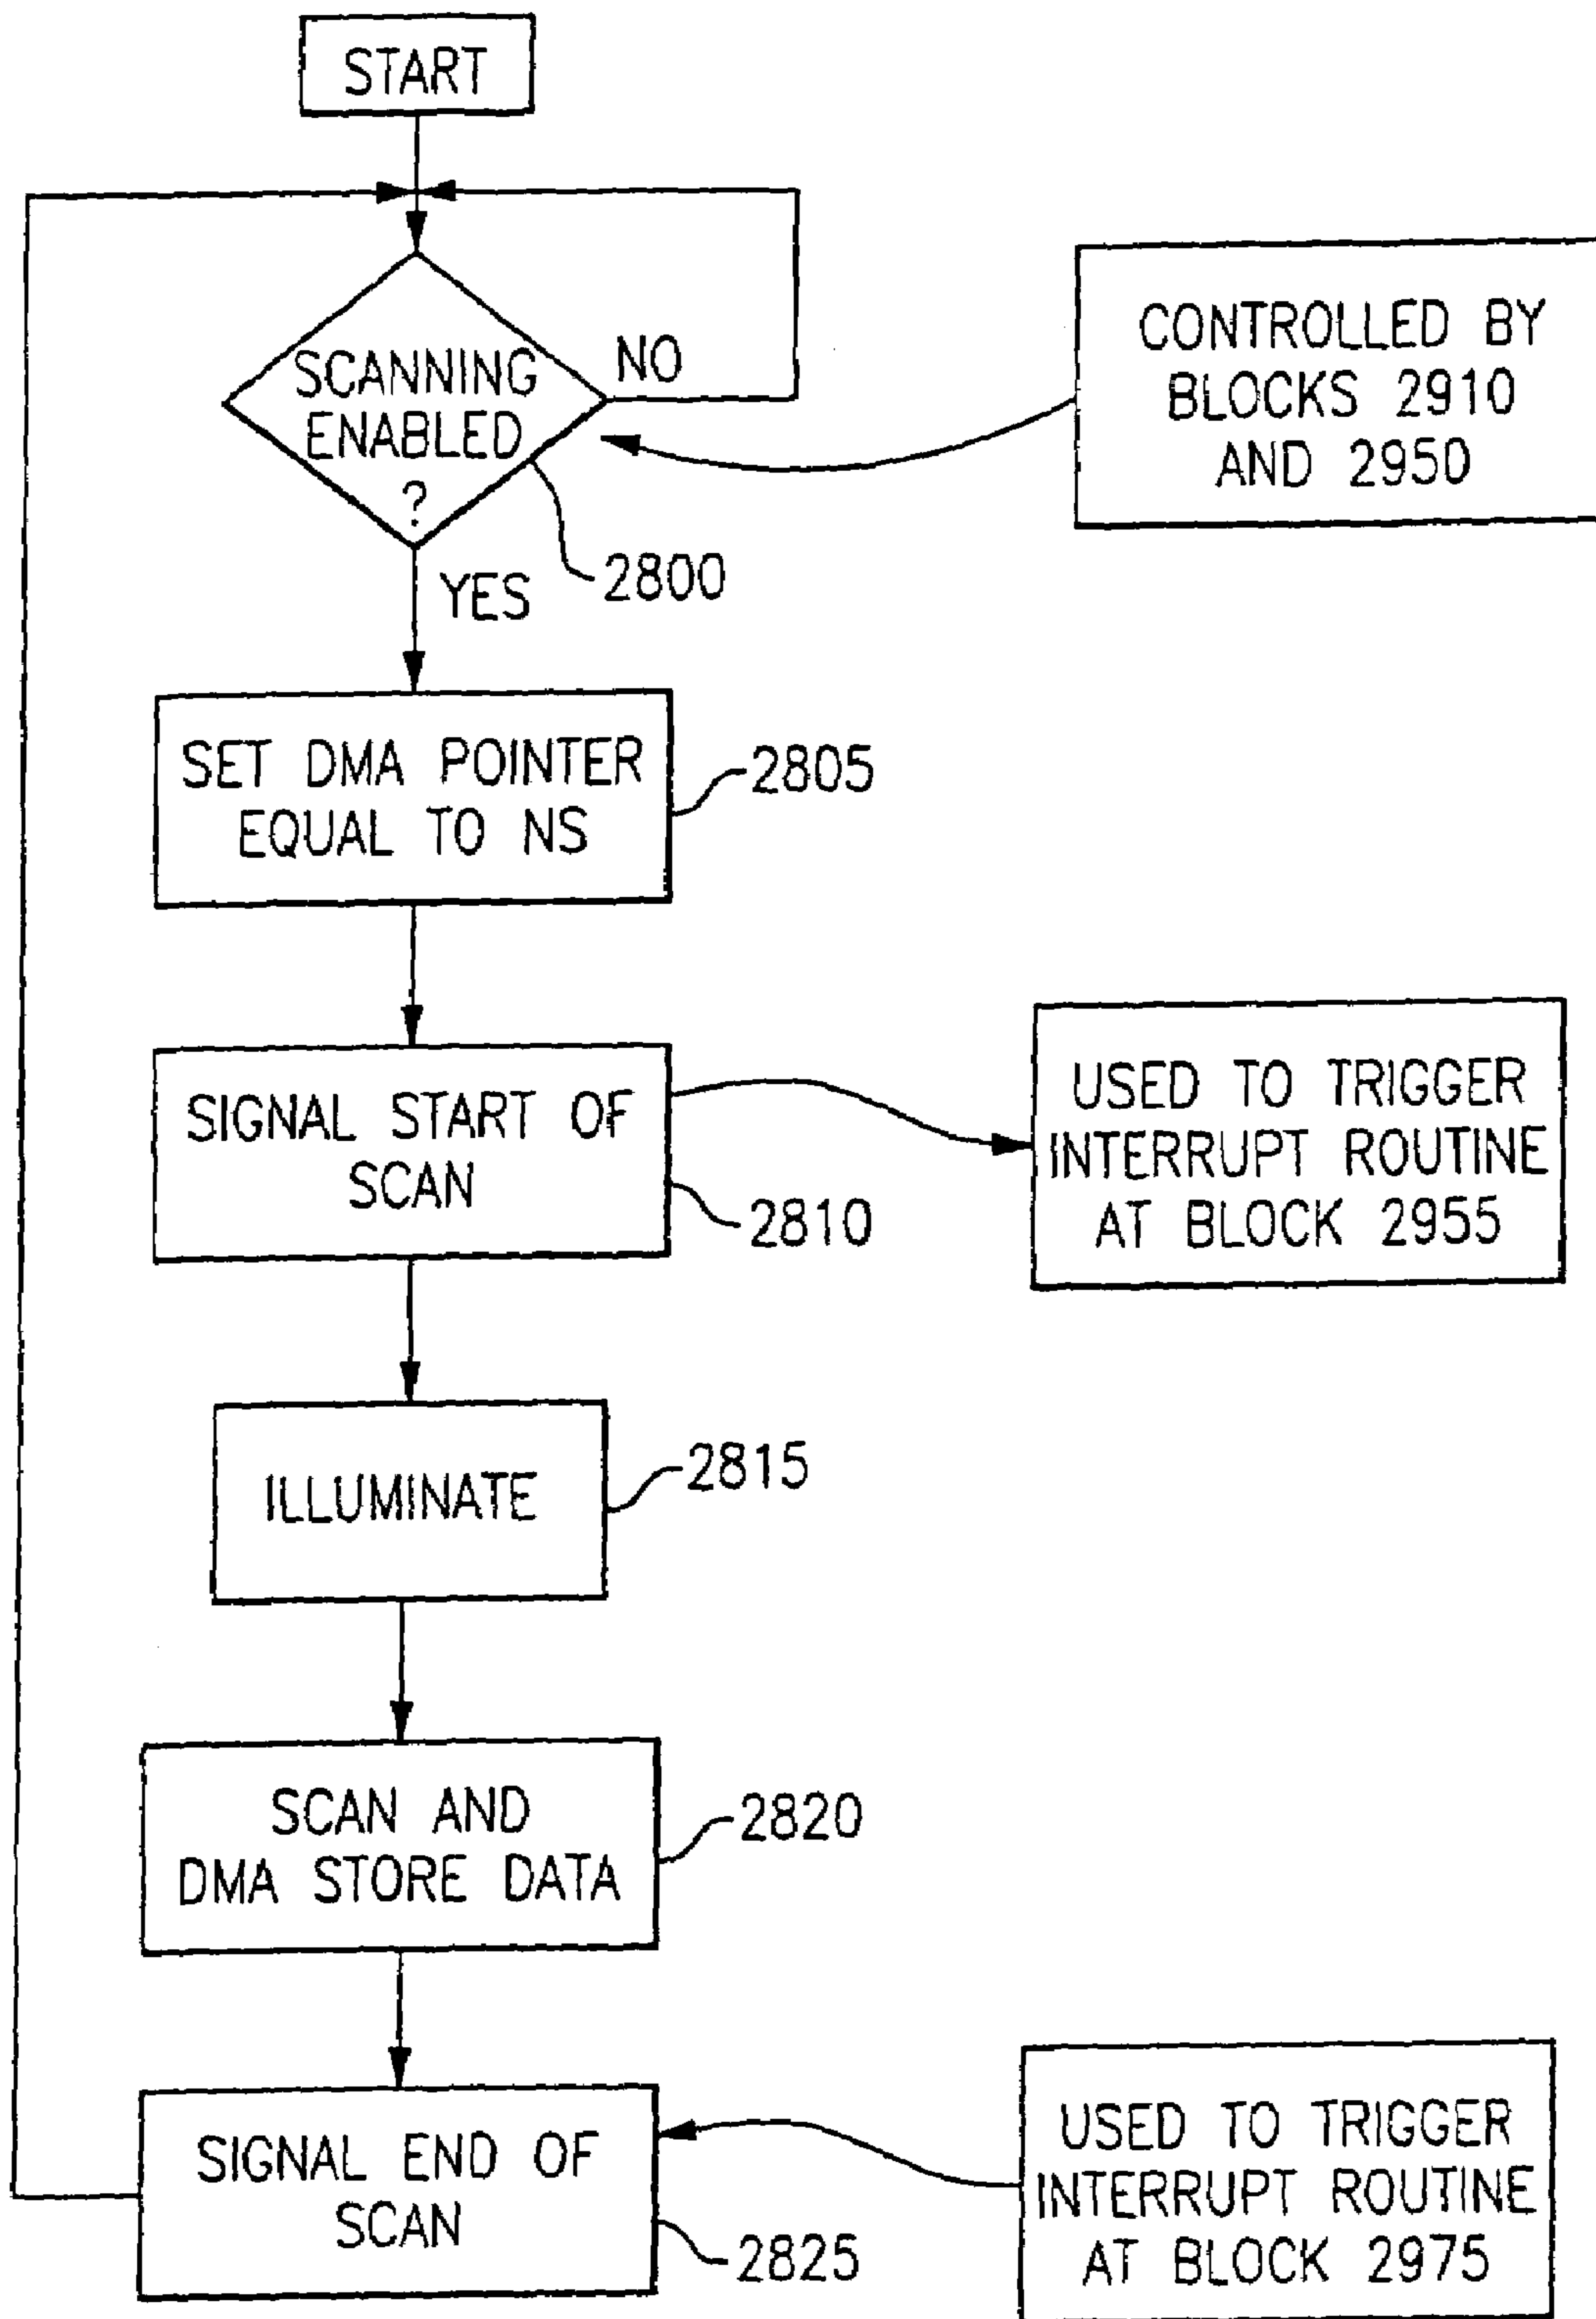 START
SCANNING
ENABLED
?
NO
YES
2800
CONTROLLED BY
BLOCKS 2910
AND 2950
SET DMA POINTER
EQUAL TO NS
2805
SIGNAL START OF
SCAN
2810
USED TO TRIGGER
INTERRUPT ROUTINE
AT BLOCK 2955
ILLUMINATE
2815
SCAN AND
DMA STORE DATA
2820
SIGNAL END OF
SCAN
2825
USED TO TRIGGER
INTERRUPT ROUTINE
AT BLOCK 2975